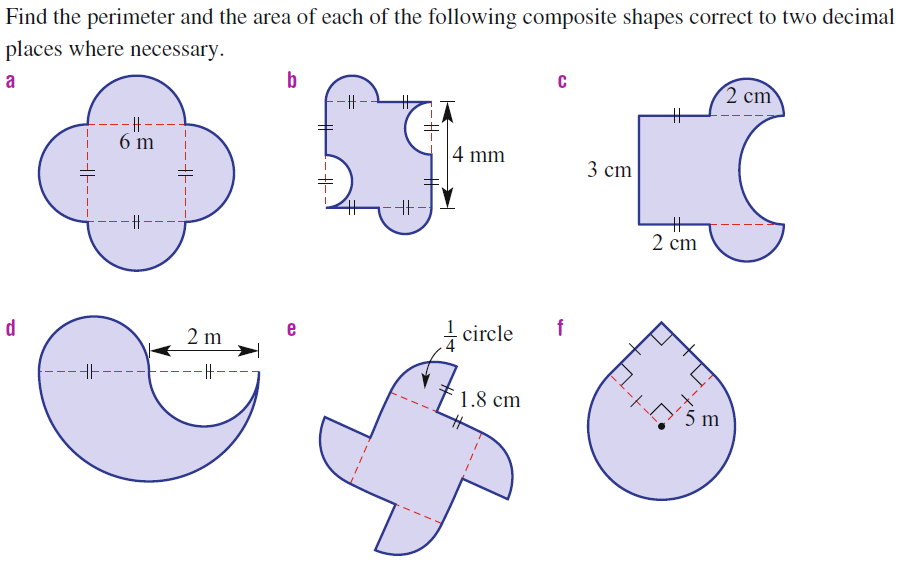 Find the perimeter and the area of each of the following composite shapes correct to two decimal
places where necessary.
a
6 m
b
4 mm
c
2 cm
3 cm
2 cm
d
2 m
e
1/4 circle
1.8 cm
f
5 m